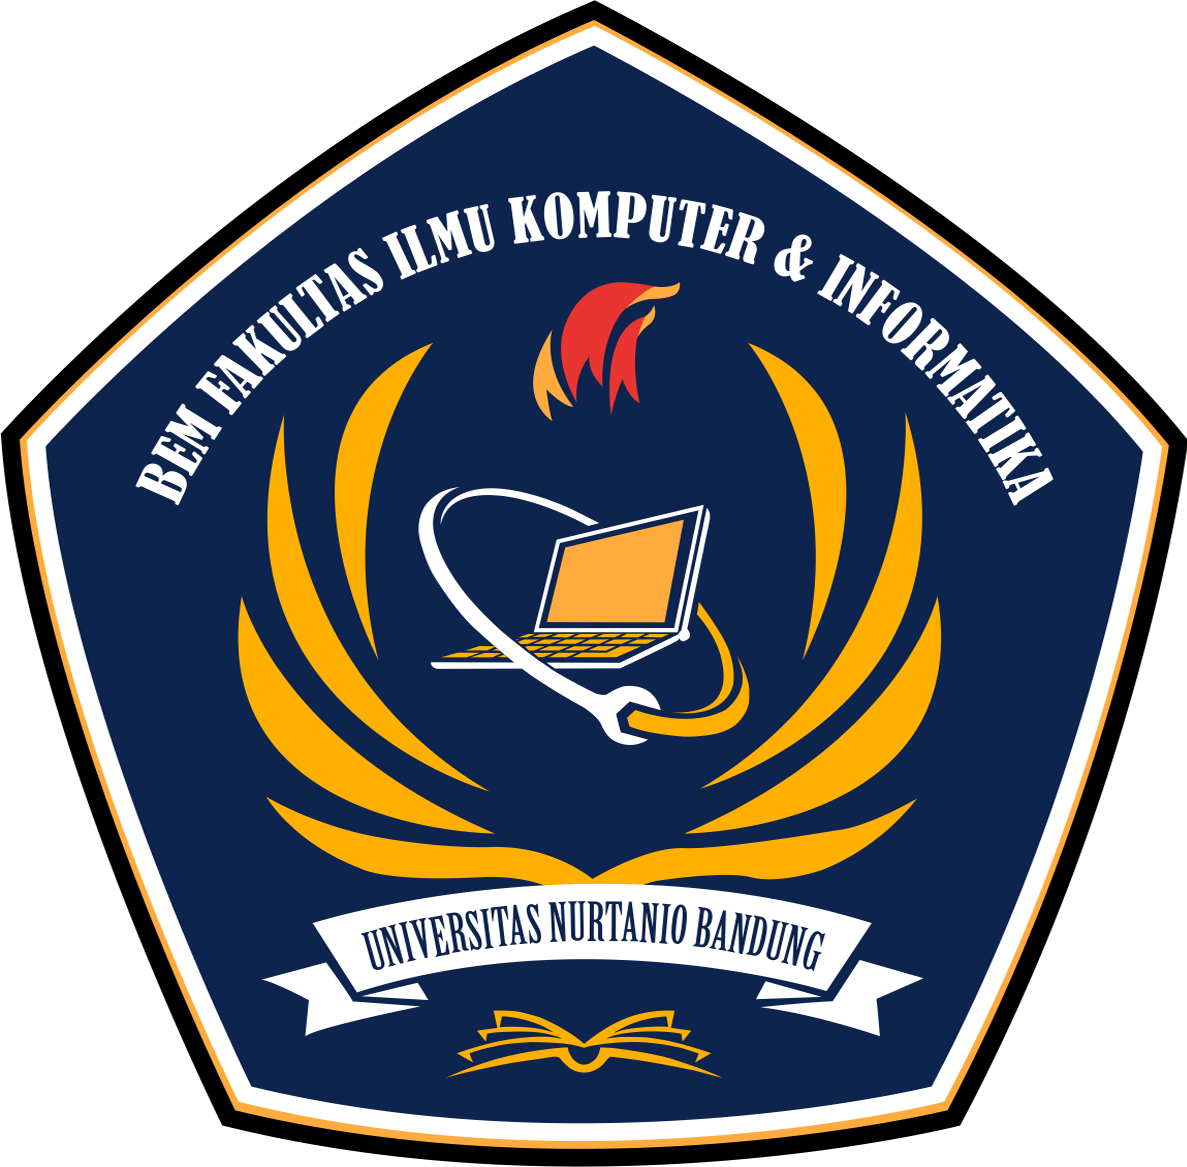 BEM FAKULTAS ILMU KOMPUTER & INFORMATIKA
UNIVERSITAS NURTANIO BANDUNG